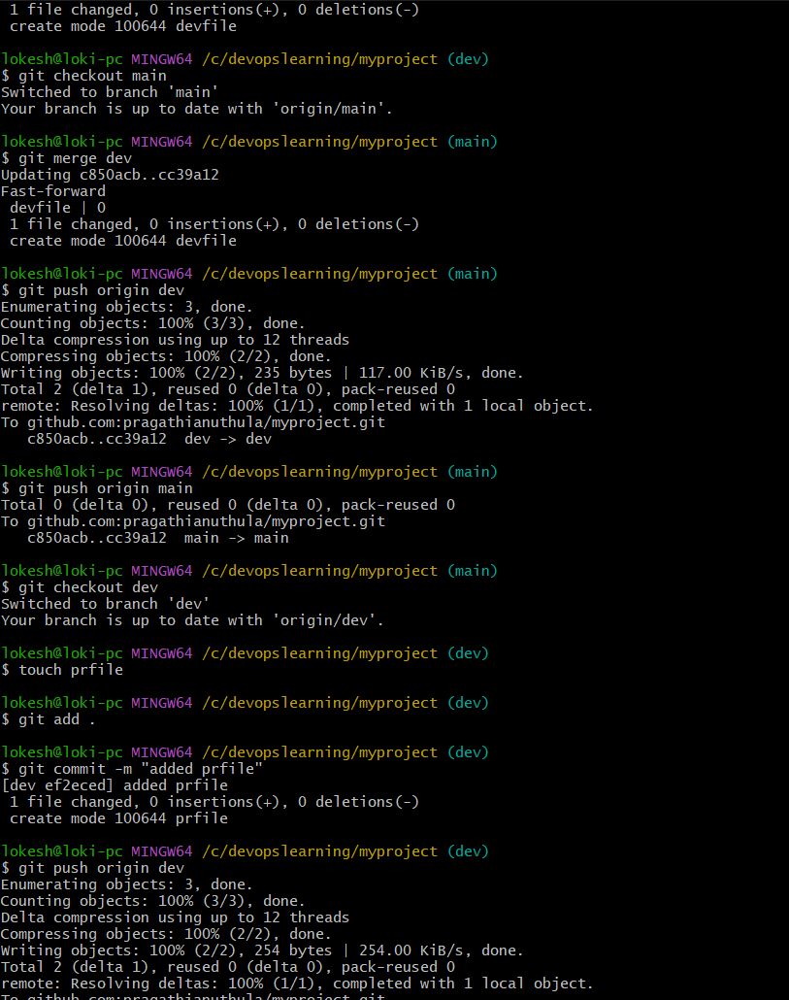 1 file changed, 0 insertions(+), 0 deletions(-)
 create mode 100644 devfile
lokesh@loki-pc MINGW64 /c/devopslearning/myproject (dev)
$ git checkout main
Switched to branch 'main'
Your branch is up to date with 'origin/main'.
lokesh@loki-pc MINGW64 /c/devopslearning/myproject (main)
$ git merge dev
Updating c850acb..cc39a12
Fast-forward
 devfile | 0
 1 file changed, 0 insertions(+), 0 deletions(-)
 create mode 100644 devfile
lokesh@loki-pc MINGW64 /c/devopslearning/myproject (main)
$ git push origin dev
Enumerating objects: 3, done.
Counting objects: 100% (3/3), done.
Delta compression using up to 12 threads
Compressing objects: 100% (2/2), done.
Writing objects: 100% (2/2), 235 bytes | 117.00 KiB/s, done.
Total 2 (delta 1), reused 0 (delta 0), pack-reused 0
remote: Resolving deltas: 100% (1/1), completed with 1 local object.
To github.com:pragathianuthula/myproject.git
   c850acb..cc39a12  dev -> dev
lokesh@loki-pc MINGW64 /c/devopslearning/myproject (main)
$ git push origin main
Total 0 (delta 0), reused 0 (delta 0), pack-reused 0
To github.com:pragathianuthula/myproject.git
   c850acb..cc39a12  main -> main
lokesh@loki-pc MINGW64 /c/devopslearning/myproject (main)
$ git checkout dev
Switched to branch 'dev'
Your branch is up to date with 'origin/dev'.
lokesh@loki-pc MINGW64 /c/devopslearning/myproject (dev)
$ touch prfile
lokesh@loki-pc MINGW64 /c/devopslearning/myproject (dev)
$ git add .
lokesh@loki-pc MINGW64 /c/devopslearning/myproject (dev)
$ git commit -m "added prfile"
[dev ef2eced] added prfile
 1 file changed, 0 insertions(+), 0 deletions(-)
 create mode 100644 prfile
lokesh@loki-pc MINGW64 /c/devopslearning/myproject (dev)
$ git push origin dev
Enumerating objects: 3, done.
Counting objects: 100% (3/3), done.
Delta compression using up to 12 threads
Compressing objects: 100% (2/2), done.
Writing objects: 100% (2/2), 254 bytes | 254.00 KiB/s, done.
Total 2 (delta 1), reused 0 (delta 0), pack-reused 0
remote: Resolving deltas: 100% (1/1), completed with 1 local object.
To github.com:pragathianuthula/myproject.git